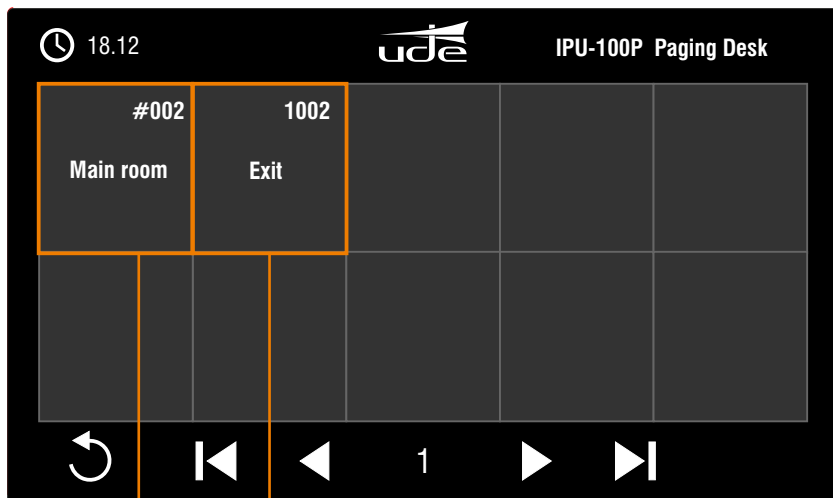 18.12
ude
IPU-100P Paging Desk
#002
1002
Main room
Exit
1